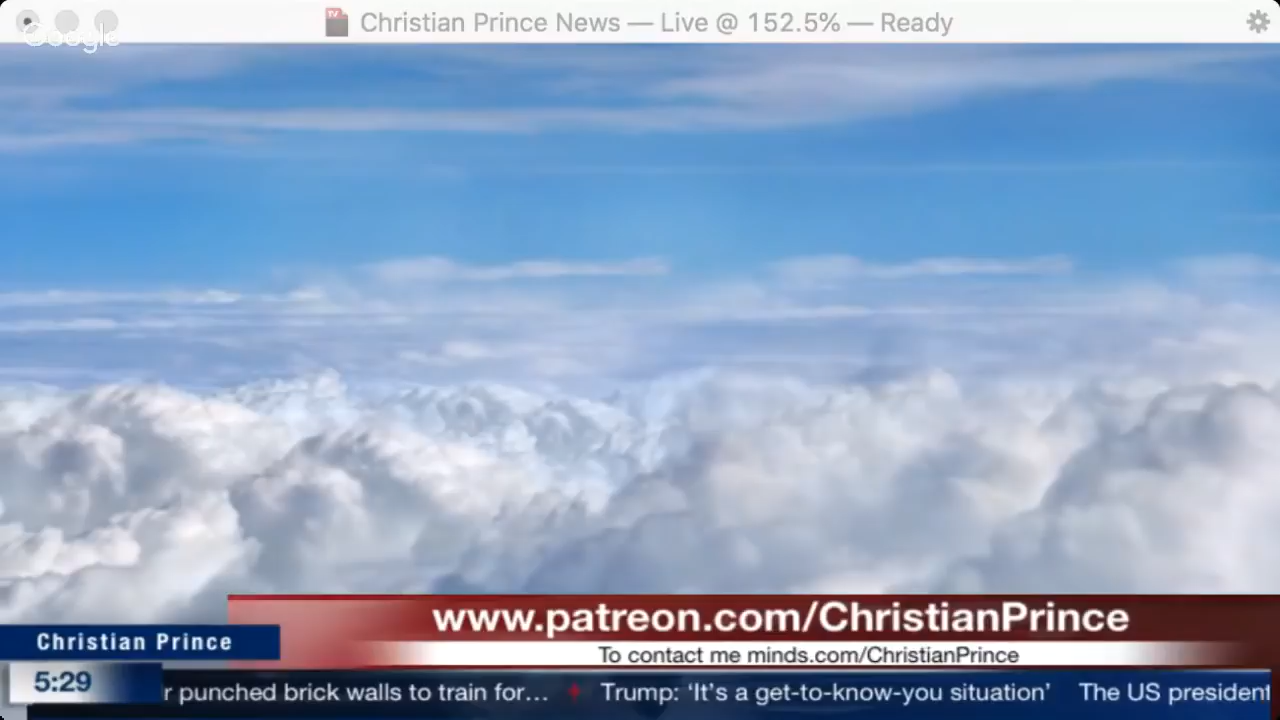 Christian Prince News — Live @ 152.5% — Ready
Google
www.patreon.com/ChristianPrince
Christian Prince
To contact me minds.com/ChristianPrince
5:29
r punched brick walls to train for... Trump: ‘It’s a get-to-know-you situation’ The US president